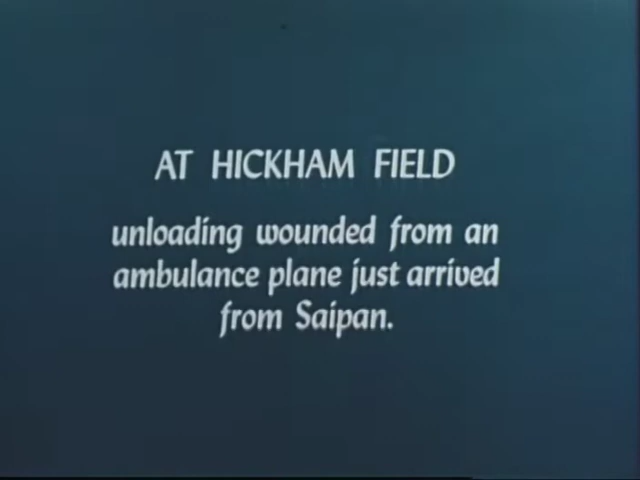 AT HICKHAM FIELD
unloading wounded from an
ambulance plane just arrived
from Saipan.